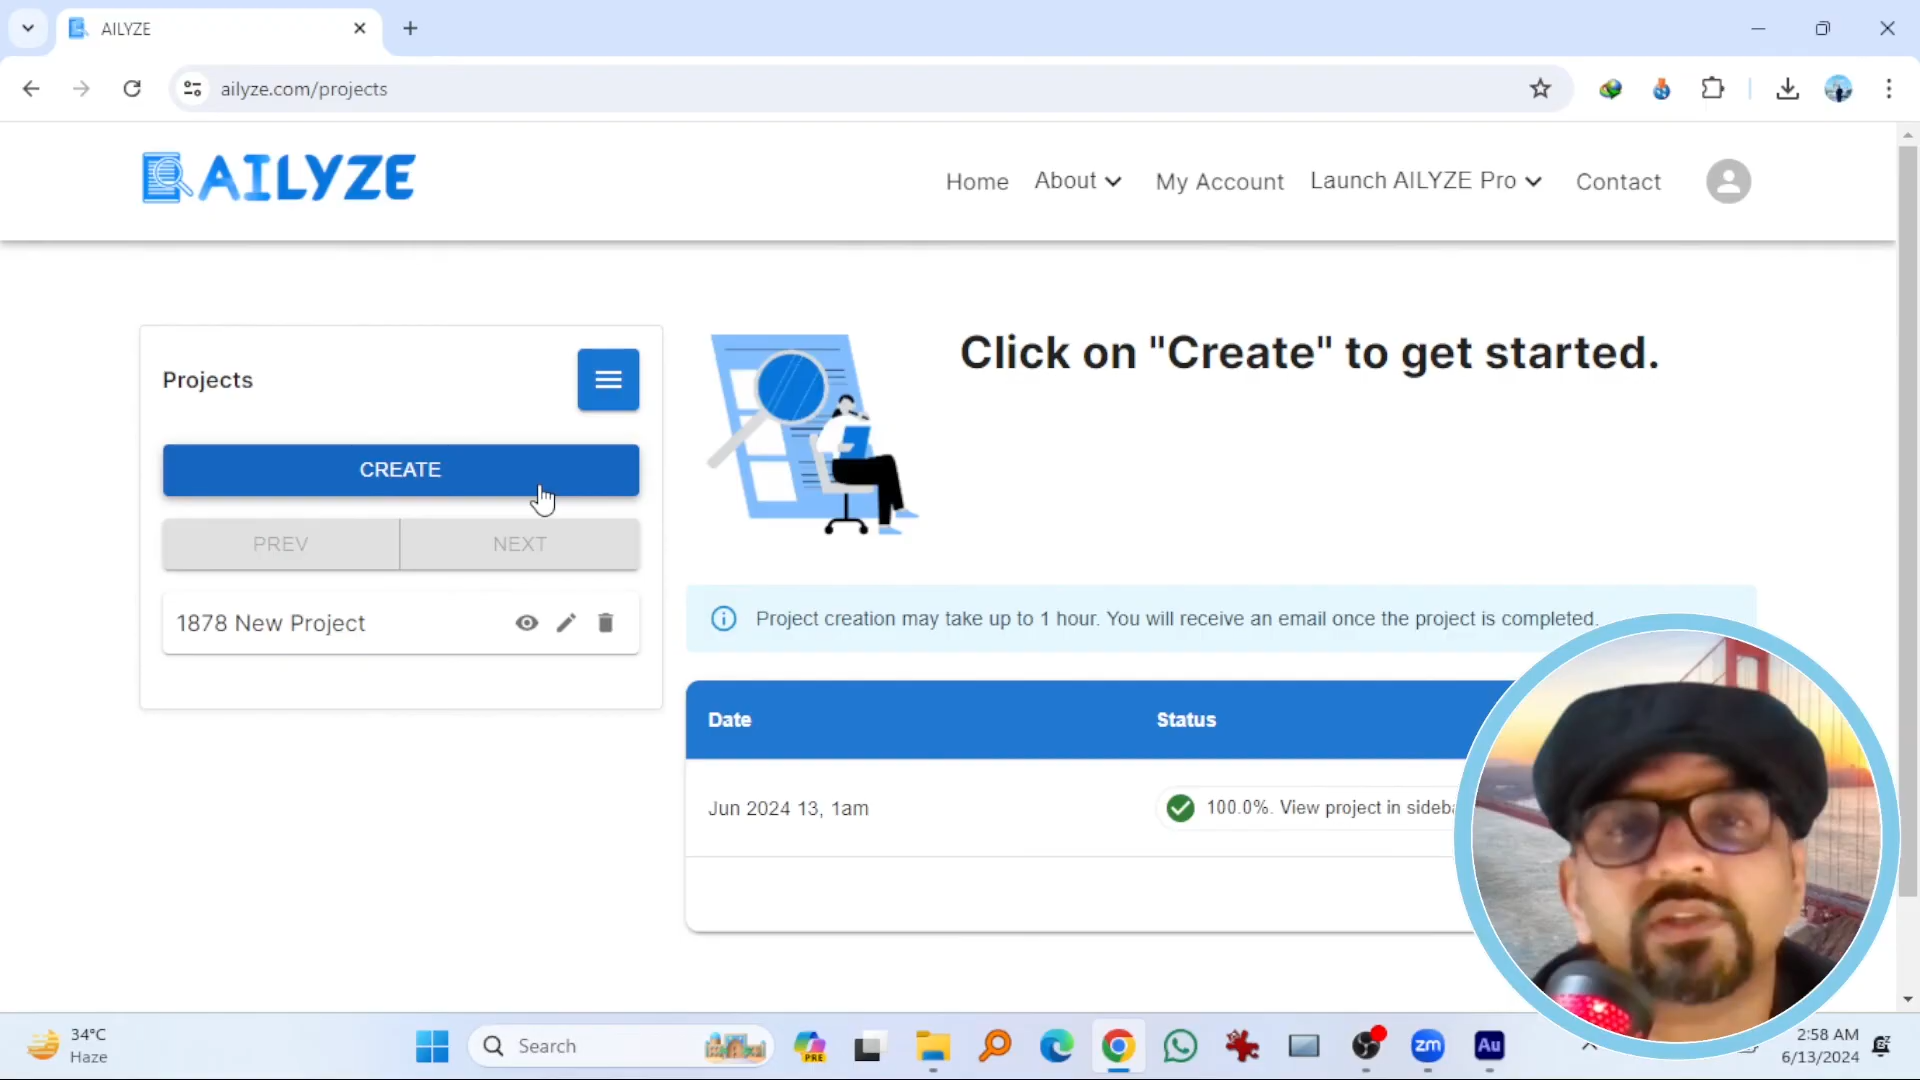 AILYZE
ailyze.com/projects
AILYZE
Home
About
My Account
Launch AILYZE Pro
Contact
Projects
CREATE
PREV
NEXT
1878 New Project
Click on "Create" to get started.
Project creation may take up to 1 hour. You will receive an email once the project is completed.
Date
Status
Jun 2024 13, 1am
100.0%. View project in sideba
34°C
Haze
Search
PRE
zm
Au
2:58 AM
6/13/2024